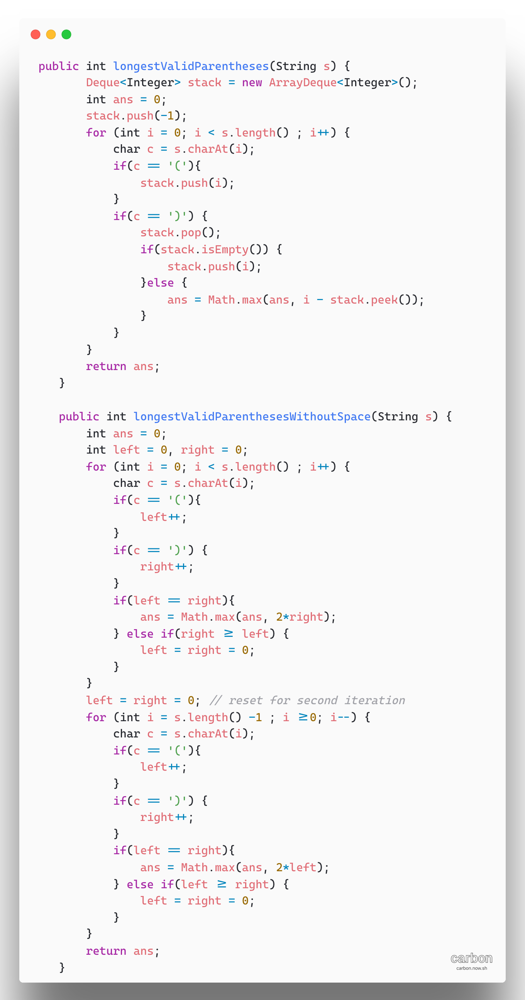 public int longestValidParentheses(String s) {
        Deque<Integer> stack = new ArrayDeque<Integer>();
        int ans = 0;
        stack.push(-1);
        for (int i = 0; i < s.length() ; i++) {
            char c = s.charAt(i);
            if(c == '('){
                stack.push(i);
            }
            if(c == ')') {
                stack.pop();
                if(stack.isEmpty()) {
                    stack.push(i);
                }else {
                    ans = Math.max(ans, i - stack.peek());
                }
            }
        }
        return ans;
    }

    public int longestValidParenthesesWithoutSpace(String s) {
        int ans = 0;
        int left = 0, right = 0;
        for (int i = 0; i < s.length() ; i++) {
            char c = s.charAt(i);
            if(c == '('){
                left++;
            }
            if(c == ')') {
                right++;
            }
            if(left == right){
                ans = Math.max(ans, 2*right);
            } else if(right >= left) {
                left = right = 0;
            }
        }
        left = right = 0; // reset for second iteration
        for (int i = s.length() -1 ; i >=0; i--) {
            char c = s.charAt(i);
            if(c == '('){
                left++;
            }
            if(c == ')') {
                right++;
            }
            if(left == right){
                ans = Math.max(ans, 2*left);
            } else if(left >= right) {
                left = right = 0;
            }
        }
        return ans;
    }
carbon
carbon.now.sh